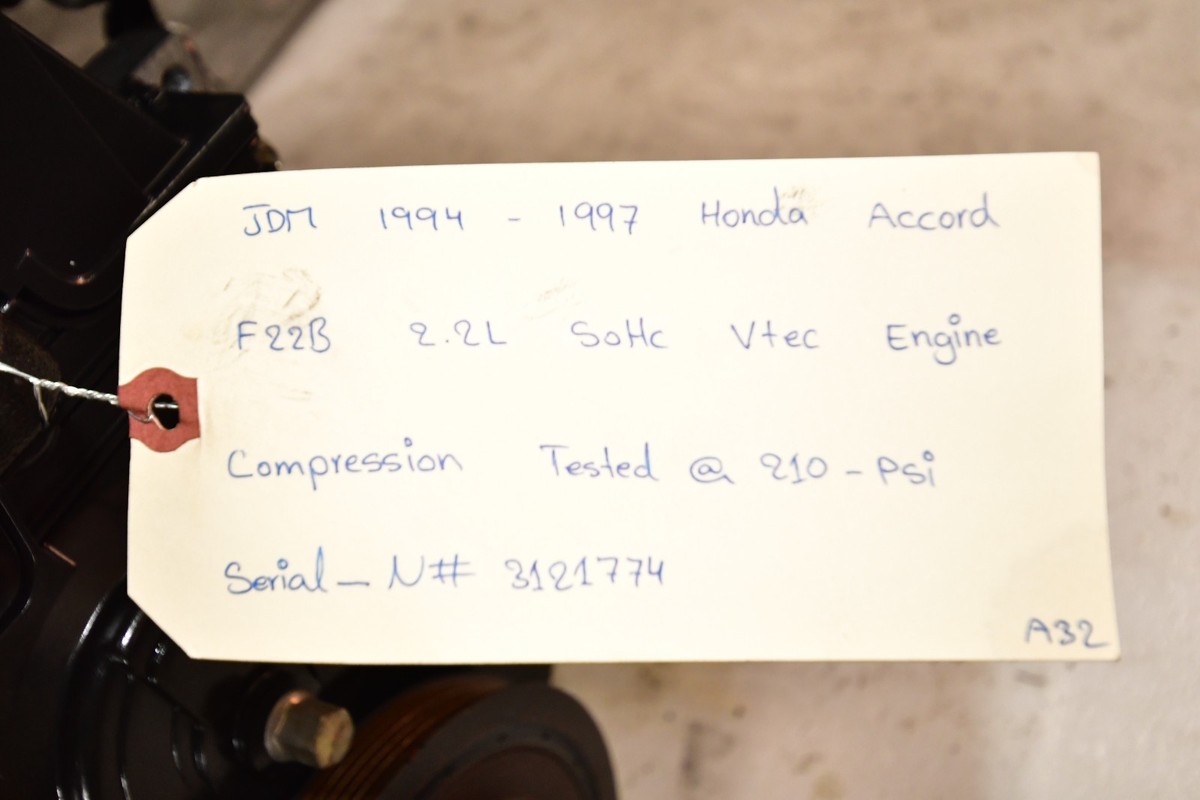 JDM 1994 - 1997 Honda Accord
F22B 2.2L SoHc Vtec Engine
Compression Tested @ 210 - Psi
Serial - N# 3121774
A32